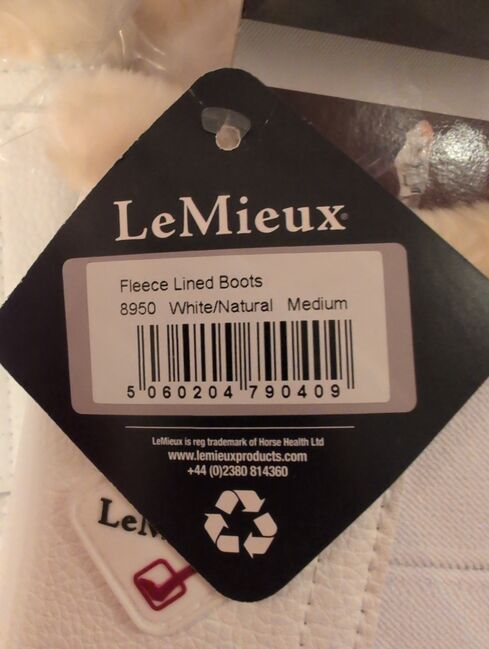 LeMieux®
Fleece Lined Boots
8950 White/Natural Medium
5 060204 790409
LeMieux is reg trademark of Horse Health Ltd
www.lemieuxproducts.com
+44 (0)2380 814360
LeM